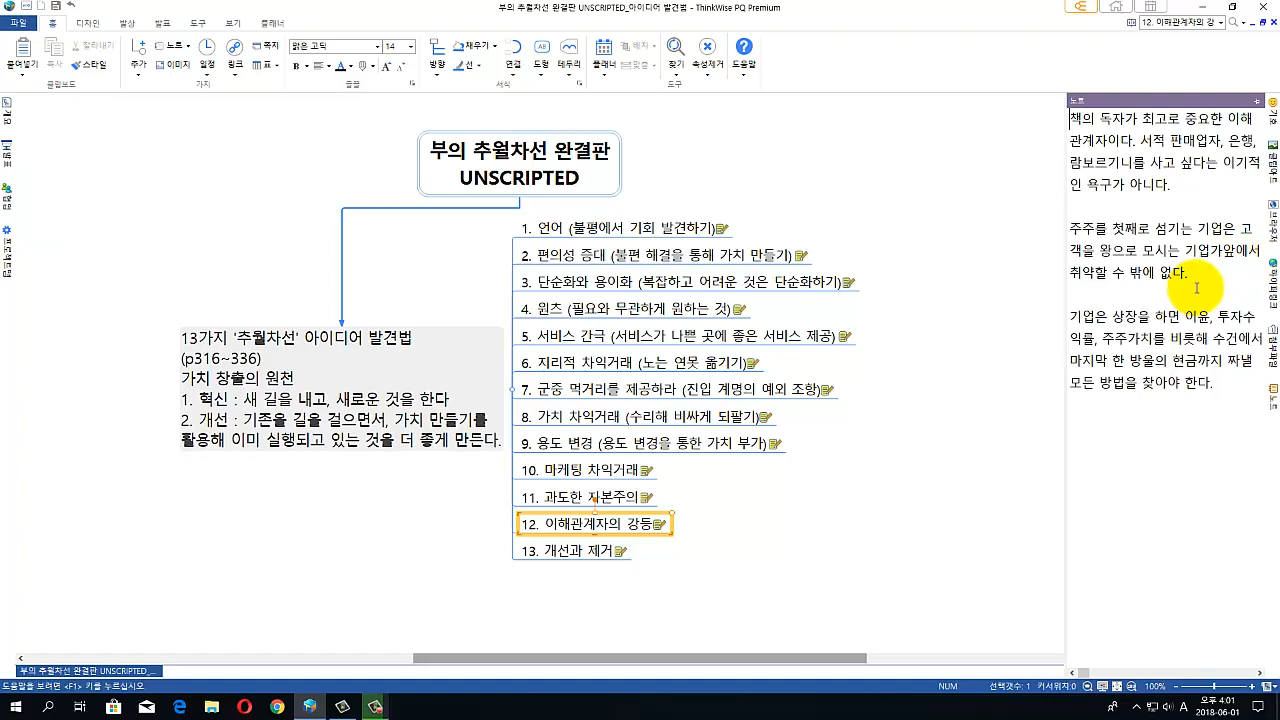 부의 추월차선 완결판 UNSCRIPTED_아이디어 발견법 - ThinkWise PQ Premium
파일 홈 디자인 발상 발표 도구 보기 플래너
12. 이해관계자의 강
붙여넣기 복사 잘라내기 스타일
추가 노트 이미지 일정 링크 쪽지 표
맑은 고딕 14
방향 채우기 선 연결 도형 테두리
플래너 배치 맞춤 찾기 속성제거 도움말
클립보드 가지 글꼴 서식 도구
노트
부의 추월차선 완결판
UNSCRIPTED
13가지 '추월차선' 아이디어 발견법
(p316~336)
가치 창출의 원천
1. 혁신 : 새 길을 내고, 새로운 것을 한다
2. 개선 : 기존을 길을 걸으면서, 가치 만들기를
활용해 이미 실행되고 있는 것을 더 좋게 만든다.
1. 언어 (불평에서 기회 발견하기)
2. 편의성 증대 (불편 해결을 통해 가치 만들기)
3. 단순화와 용이화 (복잡하고 어려운 것은 단순화하기)
4. 원츠 (필요와 무관하게 원하는 것)
5. 서비스 간극 (서비스가 나쁜 곳에 좋은 서비스 제공)
6. 지리적 차익거래 (노는 연못 옮기기)
7. 군중 먹거리를 제공하라 (진입 계명의 예외 조항)
8. 가치 차익거래 (수리해 비싸게 되팔기)
9. 용도 변경 (용도 변경을 통한 가치 부가)
10. 마케팅 차익거래
11. 과도한 자본주의
12. 이해관계자의 강등
13. 개선과 제거
책의 독자가 최고로 중요한 이해
관계자이다. 서적 판매업자, 은행,
람보르기니를 사고 싶다는 이기적
인 욕구가 아니다.
주주를 첫째로 섬기는 기업은 고
객을 왕으로 모시는 기업가앞에서
취약할 수 밖에 없다.
기업은 상장을 하면 이윤, 투자수
익률, 주주가치를 비롯해 수건에서
마지막 한 방울의 현금까지 짜낼
모든 방법을 찾아야 한다.
부의 추월차선 완결판 UNSCRIPTED_...
도움말을 보려면 <F1> 키를 누르십시오
NUM 선택갯수: 1 커서위치:0 100%
A 오후 4:01
2018-06-01